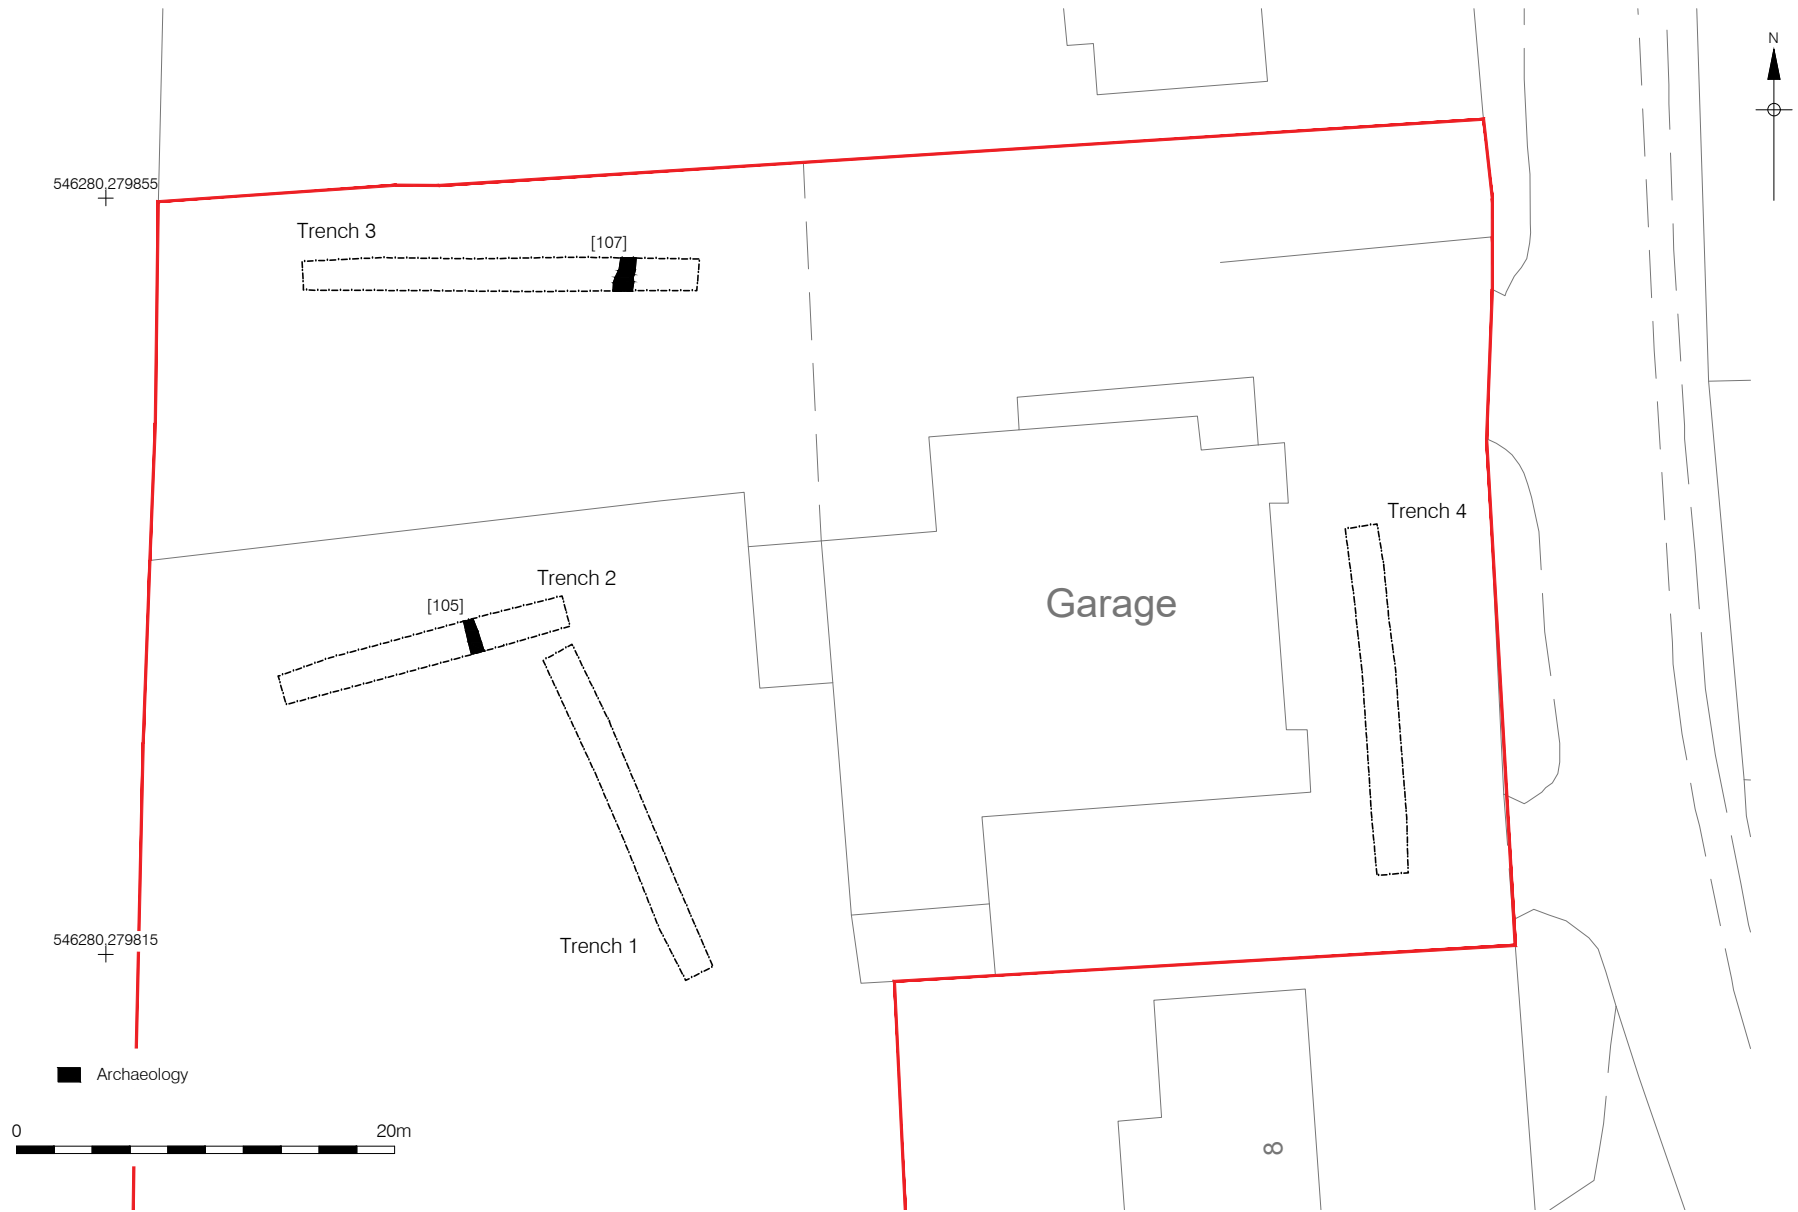 N
546280,279855
Trench 3
[107]
Trench 4
Trench 2
[105]
Garage
546280,279815
Trench 1
Archaeology
0 20m
8